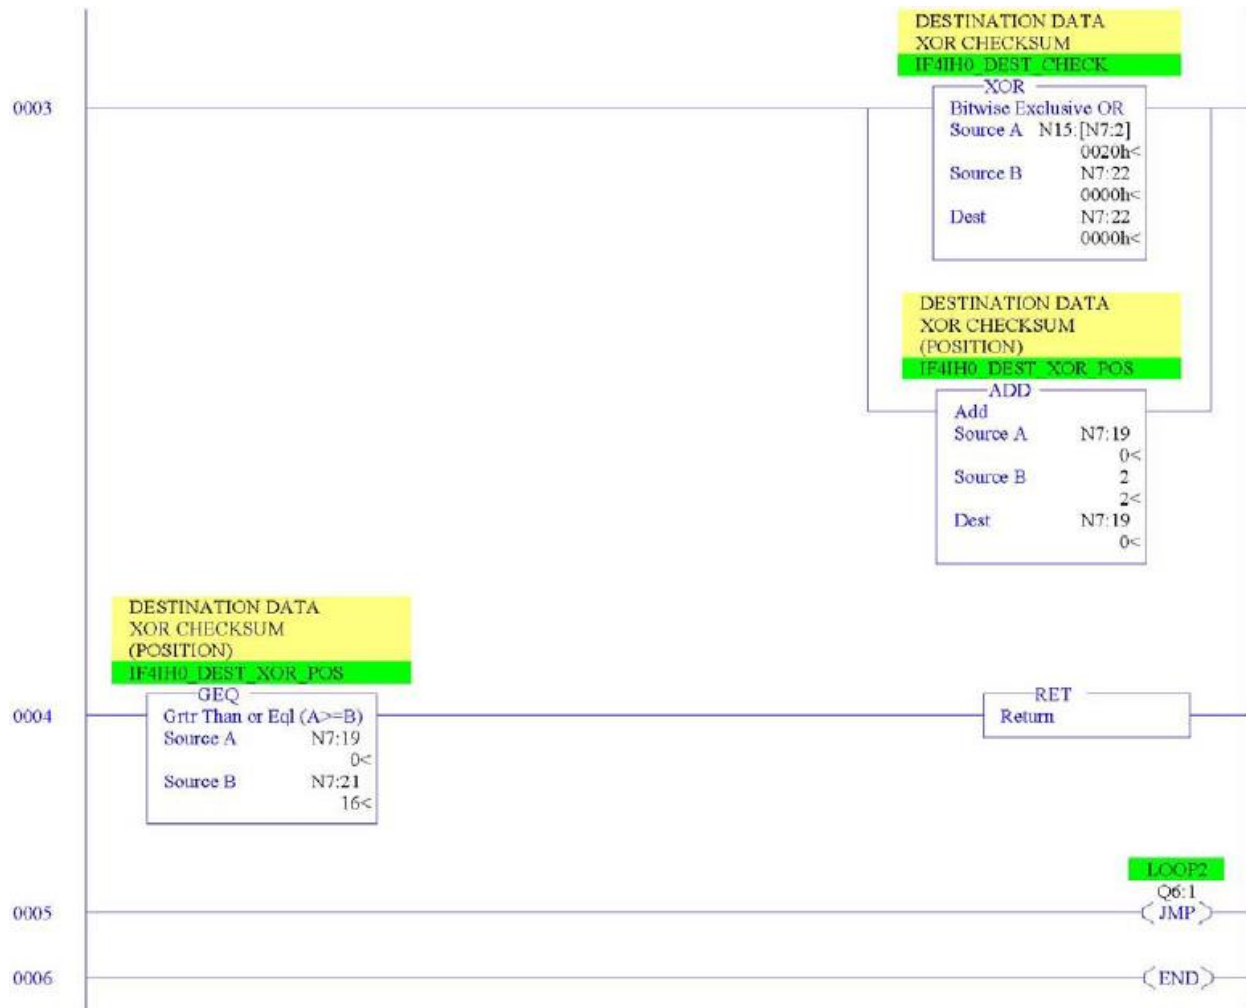 DESTINATION DATA
XOR CHECKSUM
IF4IH0_DEST_CHECK
XOR
0003
Bitwise Exclusive OR
Source A N15:[N7:2]
0020h<
Source B N7:22
0000h<
Dest N7:22
0000h<
DESTINATION DATA
XOR CHECKSUM
(POSITION)
IF4IH0_DEST_XOR_POS
ADD
Add
Source A N7:19
0<
Source B 2
2<
Dest N7:19
0<
DESTINATION DATA
XOR CHECKSUM
(POSITION)
IF4IH0_DEST_XOR_POS
GEQ RET
0004 Grtr Than or Eql (A>=B) Return
Source A N7:19
0<
Source B N7:21
16<
LOOP2
Q6:1
0005 JMP
0006 END